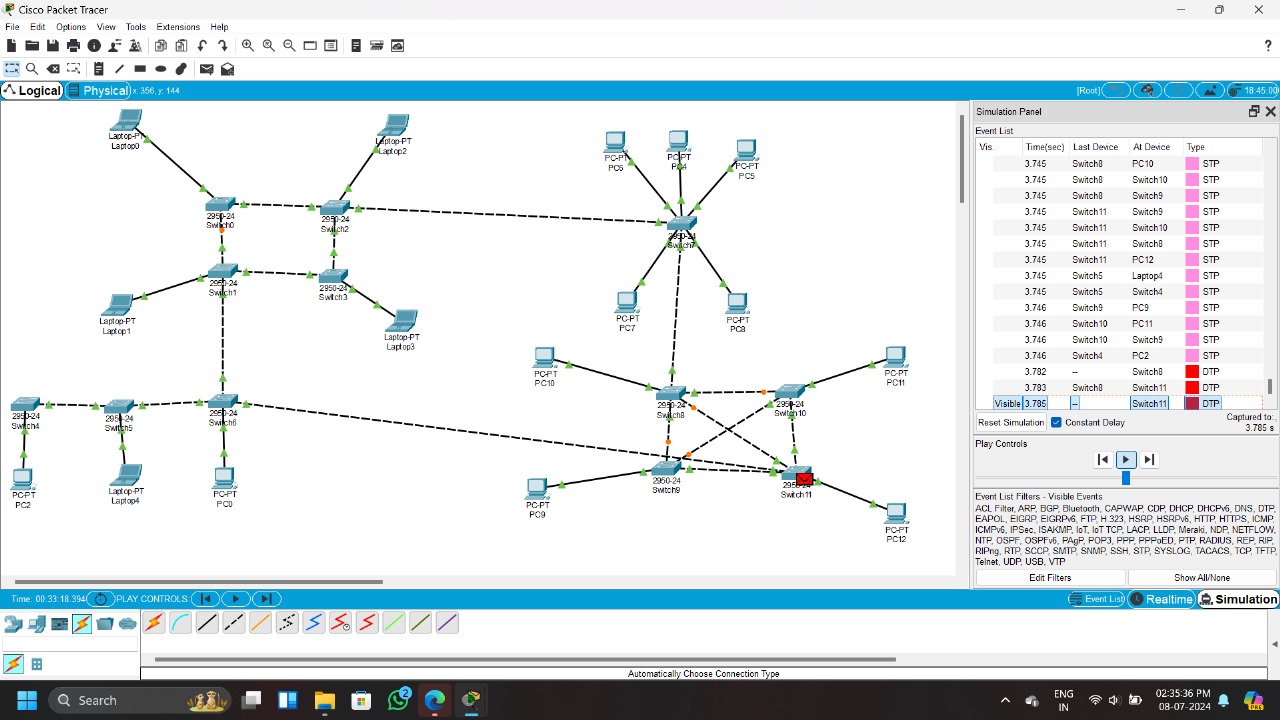 Cisco Packet Tracer
File Edit Options View Tools Extensions Help
?
Logical Physical x: 356, y: 144 [Root] 18:45:00
Laptop-PT
Laptop0
Laptop-PT
Laptop2
PC-PT
PC5
PC-PT
PC-PT
PC5
2950-24
Switch0
2950-24
Switch2
2950-24
2950-24
Switch1
2950-24
Switch3
Laptop-PT
Laptop1
Laptop-PT
Laptop3
PC-PT
PC7
PC-PT
PC8
PC-PT
PC10
PC-PT
PC11
2950-24
Switch4
2950-24
Switch5
2950-24
Switch6
2950-24
Switch8
2950-24
Switch10
PC-PT
PC2
Laptop-PT
Laptop4
PC-PT
PC0
PC-PT
PC9
2950-24
Switch9
Switch11
PC-PT
PC12
Simulation Panel
Event List
Vis. Time(sec) Last Device At Device Type
3.745 Switch8 PC10 STP
3.745 Switch8 Switch10 STP
3.745 Switch9 Switch9 STP
3.745 Switch11 Switch9 STP
3.745 Switch11 Switch10 STP
3.745 Switch11 Switch8 STP
3.745 Switch11 PC12 STP
3.745 Switch5 Laptop4 STP
3.745 Switch5 Switch4 STP
3.746 Switch9 PC9 STP
3.746 Switch10 PC11 STP
3.746 Switch10 Switch9 STP
3.746 Switch4 PC2 STP
3.782 -- Switch8 DTP
3.783 Switch8 Switch11 DTP
Visible 3.785 -- Switch11 DTP
Reset Simulation Constant Delay Captured to:
3.785 s
Play Controls
Event List Filters - Visible Events
ACL Filter, ARP, BGP, Bluetooth, CAPWAP, CDP, DHCP, DHCPv6, DNS, DTP,
EAPOL, EIGRP, EIGRPv6, FTP, H.323, HSRP, HSRPv6, HTTP, HTTPS, ICMP,
ICMPv6, IPSec, ISAKMP, IoT, IoT TCP, LACP, LLDP, Meraki, NDP, NETFLOW,
NTP, OSPF, OSPFv6, PAgP, POP3, PPP, PPPoED, PTP, RADIUS, REP, RIP,
RIPng, RTP, SCCP, SMTP, SNMP, SSH, STP, SYSLOG, TACACS, TCP, TFTP,
Telnet, UDP, USB, VTP
Edit Filters Show All/None
Time: 00:33:18.394 PLAY CONTROLS: Event List Realtime Simulation
Automatically Choose Connection Type
Search 2 ENG
IN 02:35:36 PM
08-07-2024